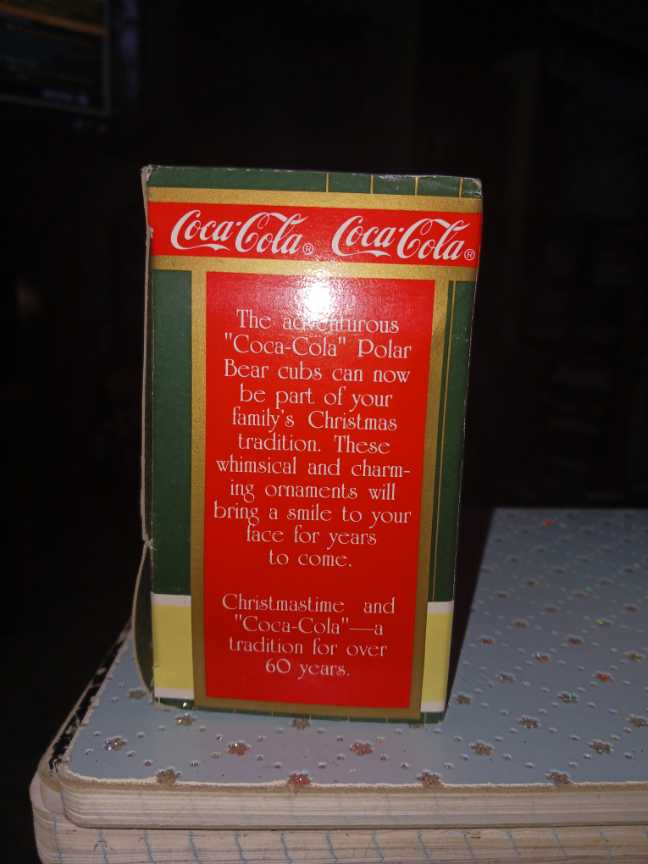 Coca-Cola® Coca-Cola®
The adventurous
"Coca-Cola" Polar
Bear cubs can now
be part of your
family's Christmas
tradition. These
whimsical and charm-
ing ornaments will
bring a smile to your
face for years
to come.
Christmastime and
"Coca-Cola"—a
tradition for over
60 years.